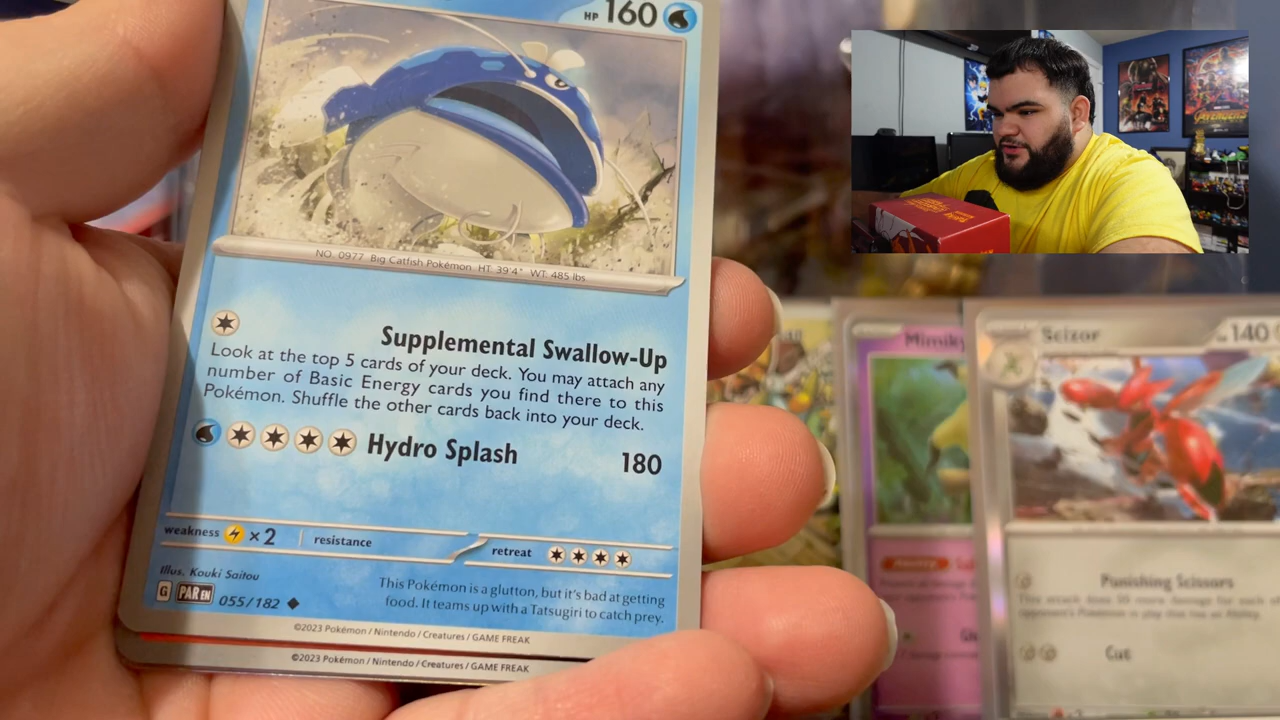 HP 160
NO. 0977 Big Catfish Pokémon HT: 39'4" WT: 485 lbs
Supplemental Swallow-Up
Look at the top 5 cards of your deck. You may attach any
number of Basic Energy cards you find there to this
Pokémon. Shuffle the other cards back into your deck.
Hydro Splash 180
weakness ×2 resistance
retreat
Illus. Kouki Saitou
G PAR EN 055/182
This Pokémon is a glutton, but it's bad at getting
food. It teams up with a Tatsugiri to catch prey.
©2023 Pokémon / Nintendo / Creatures / GAME FREAK
©2023 Pokémon / Nintendo / Creatures / GAME FREAK
Mimiky
Scizor 140
Punishing Scissors
Cut
AVENGERS